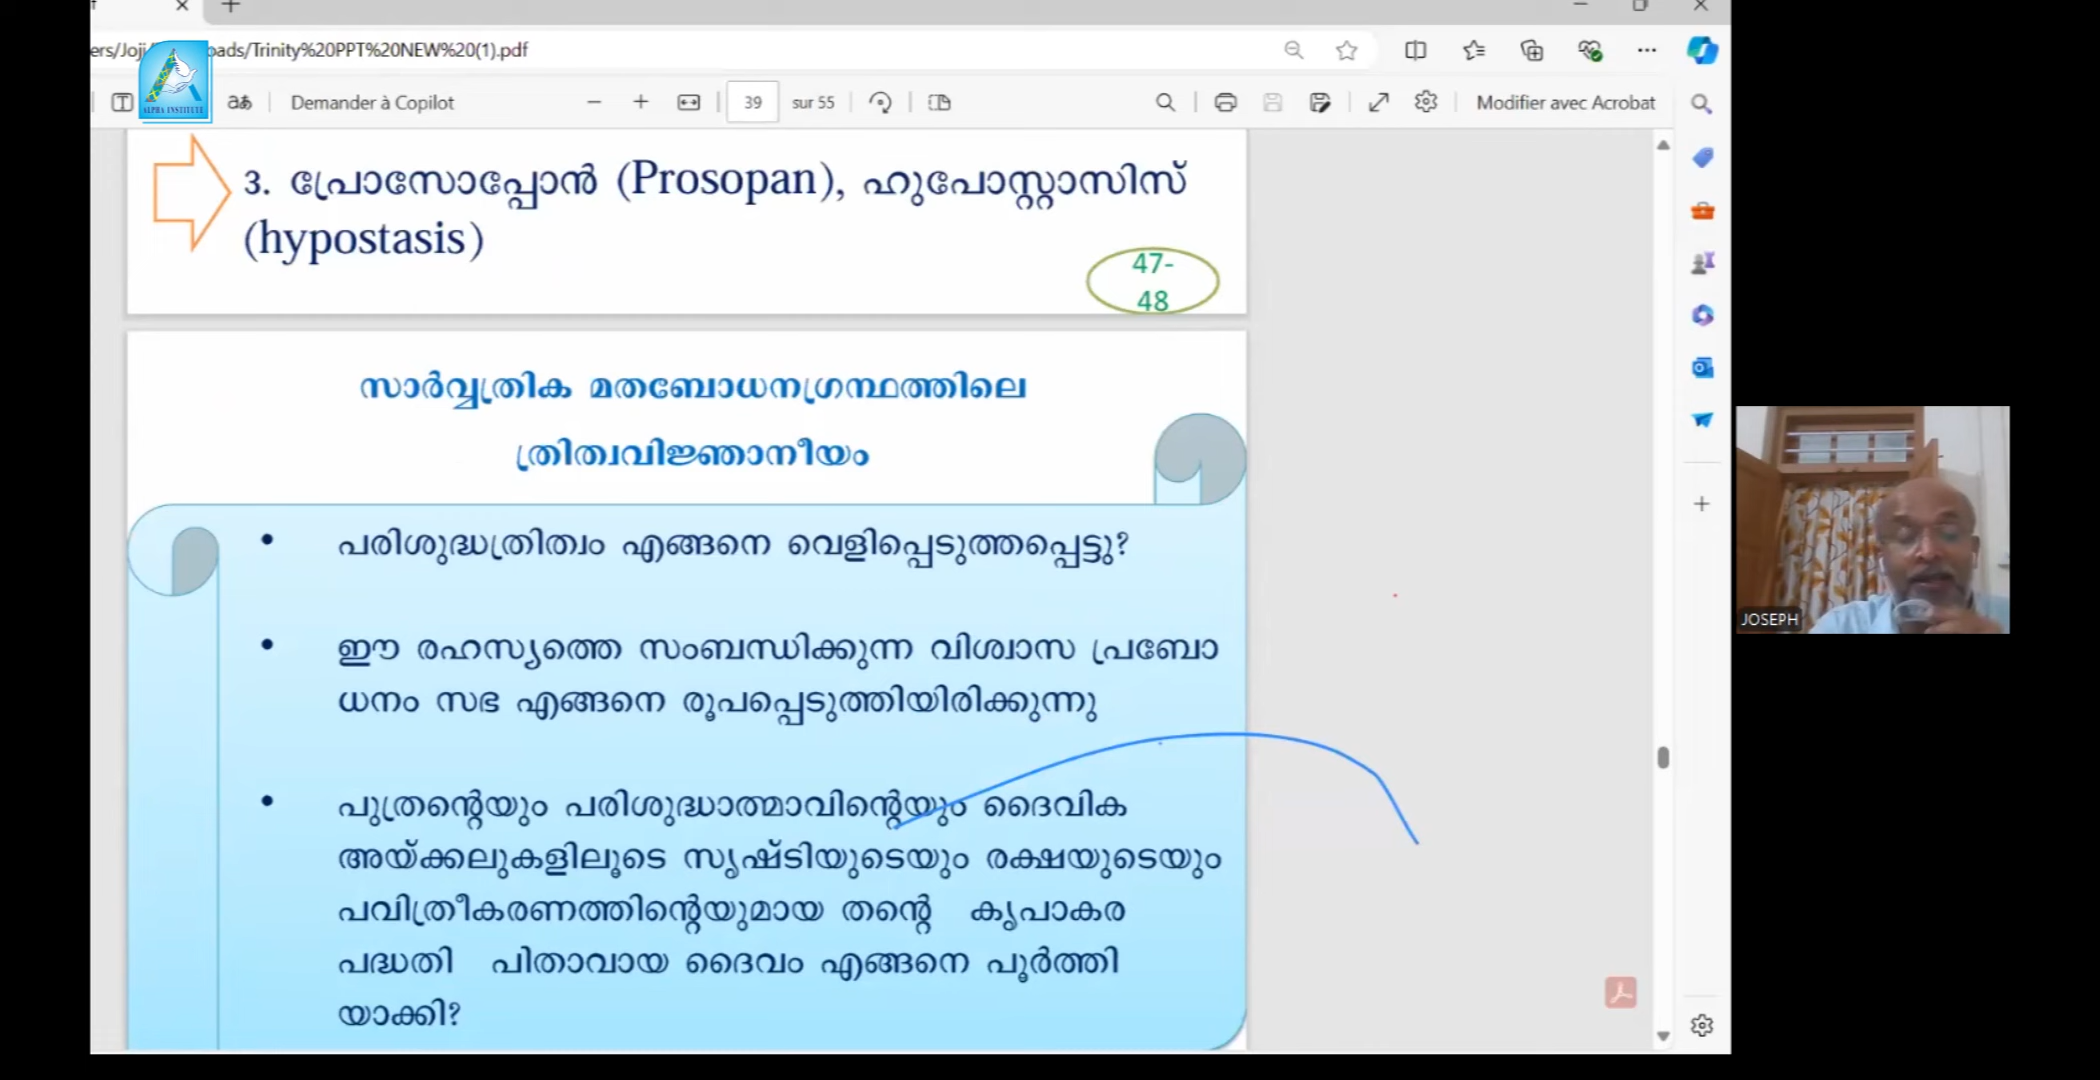 ers/Joji/ oads/Trinity%20PPT%20NEW%20(1).pdf
ALPHA INSTITUTE
Demander à Copilot
39 sur 55
Modifier avec Acrobat
3. പ്രോസോപ്പോൻ (Prosopan), ഹുപോസ്റ്റാസിസ്
(hypostasis)
47-
48
സാർവ്വത്രിക മതബോധനഗ്രന്ഥത്തിലെ
ത്രിത്വവിജ്ഞാനീയം
• പരിശുദ്ധത്രിത്വം എങ്ങനെ വെളിപ്പെടുത്തപ്പെട്ടു?
• ഈ രഹസ്യത്തെ സംബന്ധിക്കുന്ന വിശ്വാസ പ്രബോ
ധനം സഭ എങ്ങനെ രൂപപ്പെടുത്തിയിരിക്കുന്നു
• പുത്രന്റെയും പരിശുദ്ധാത്മാവിന്റെയും ദൈവിക
അയ്ക്കലുകളിലൂടെ സൃഷ്ടിയുടെയും രക്ഷയുടെയും
പവിത്രീകരണത്തിന്റെയുമായ തന്റെ കൃപാകര
പദ്ധതി പിതാവായ ദൈവം എങ്ങനെ പൂർത്തി
യാക്കി?
JOSEPH